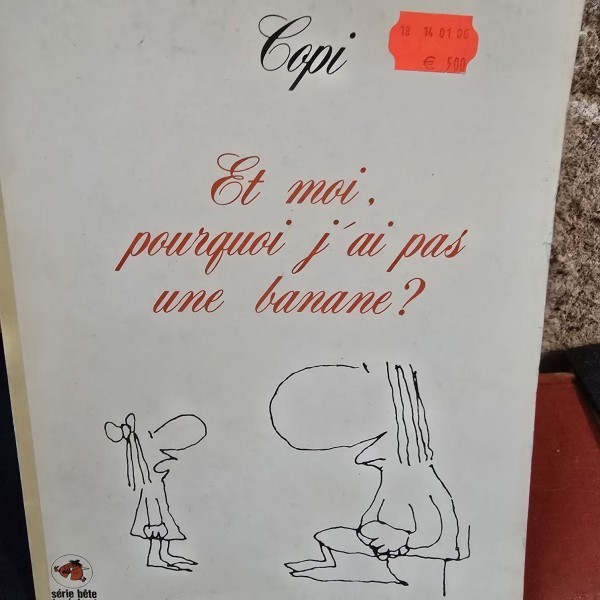 Copi
18 14 01 06
€ 5,00
Et moi,
pourquoi j'ai pas
une banane?
série bête